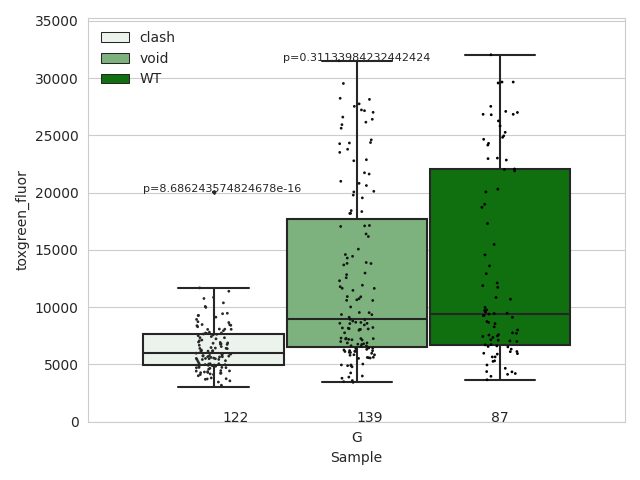 35000
clash
void
WT
p=0.31133984232442424
30000
25000
20000
p=8.686243574824678e-16
toxgreen_fluor
15000
10000
5000
0
122 139 87
G
Sample